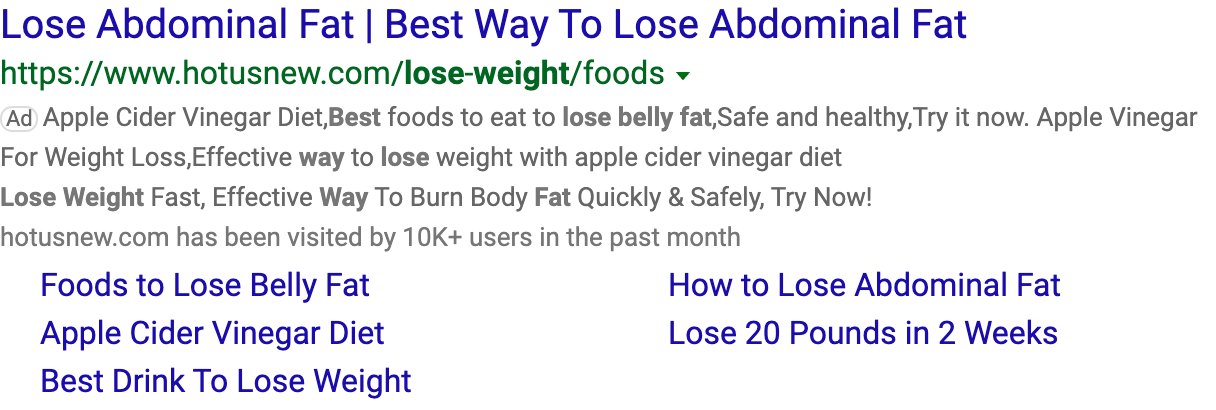 Lose Abdominal Fat | Best Way To Lose Abdominal Fat
https://www.hotusnew.com/lose-weight/foods
Ad Apple Cider Vinegar Diet,Best foods to eat to lose belly fat,Safe and healthy,Try it now. Apple Vinegar
For Weight Loss,Effective way to lose weight with apple cider vinegar diet
Lose Weight Fast, Effective Way To Burn Body Fat Quickly & Safely, Try Now!
hotusnew.com has been visited by 10K+ users in the past month
Foods to Lose Belly Fat
How to Lose Abdominal Fat
Apple Cider Vinegar Diet
Lose 20 Pounds in 2 Weeks
Best Drink To Lose Weight